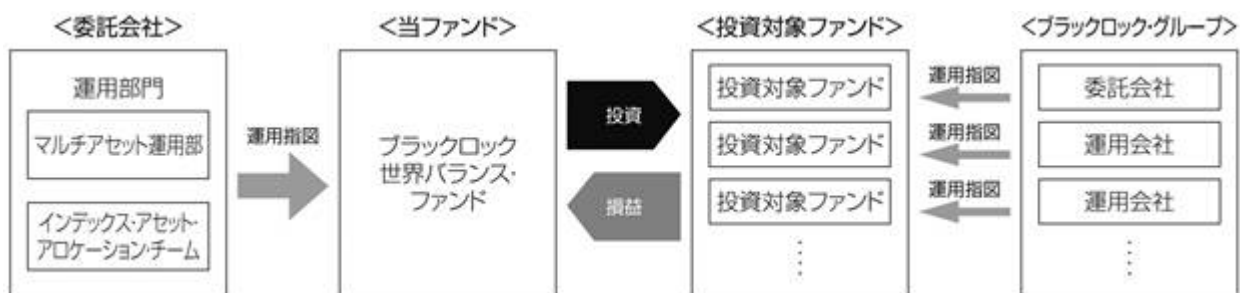 <委託会社>
運用部門
マルチアセット運用部
インデックス・アセット・
アロケーション・チーム
運用指図
<当ファンド>
ブラックロック
世界バランス・
ファンド
投資
損益
<投資対象ファンド>
投資対象ファンド
投資対象ファンド
投資対象ファンド
運用指図
運用指図
運用指図
<ブラックロック・グループ>
委託会社
運用会社
運用会社